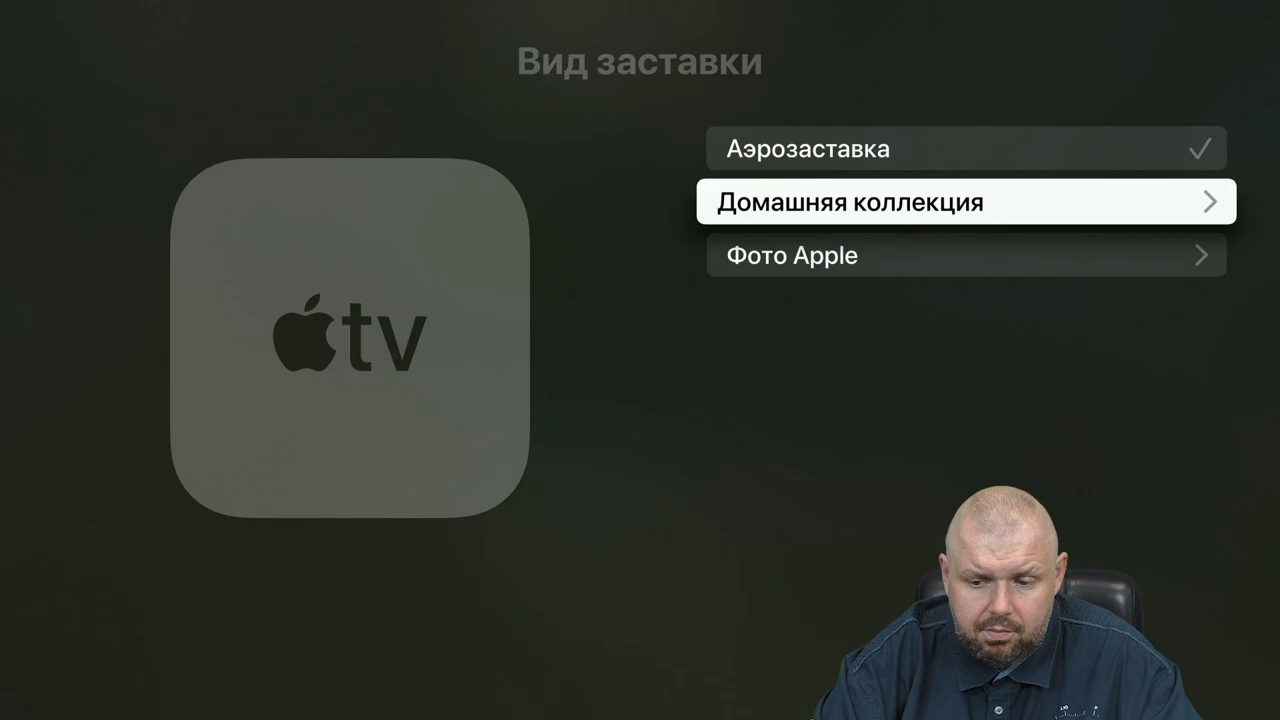 Вид заставки
Аэрозаставка
Домашняя коллекция
Фото Apple
tv